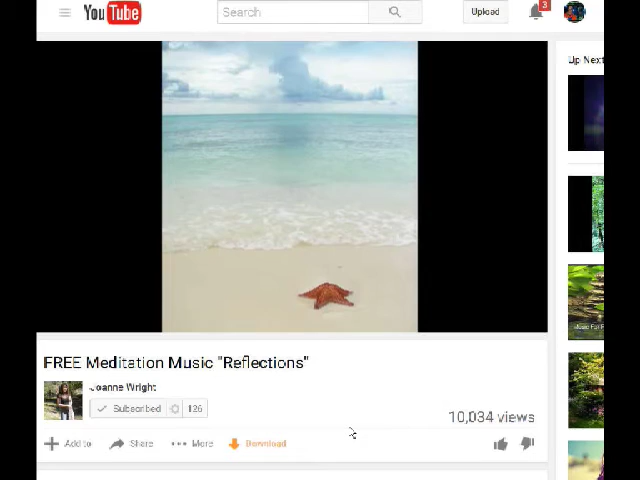 YouTube
Search
Upload
3
Up Next
FREE Meditation Music "Reflections"
Joanne Wright
Subscribed 126
10,034 views
Add to Share More Download